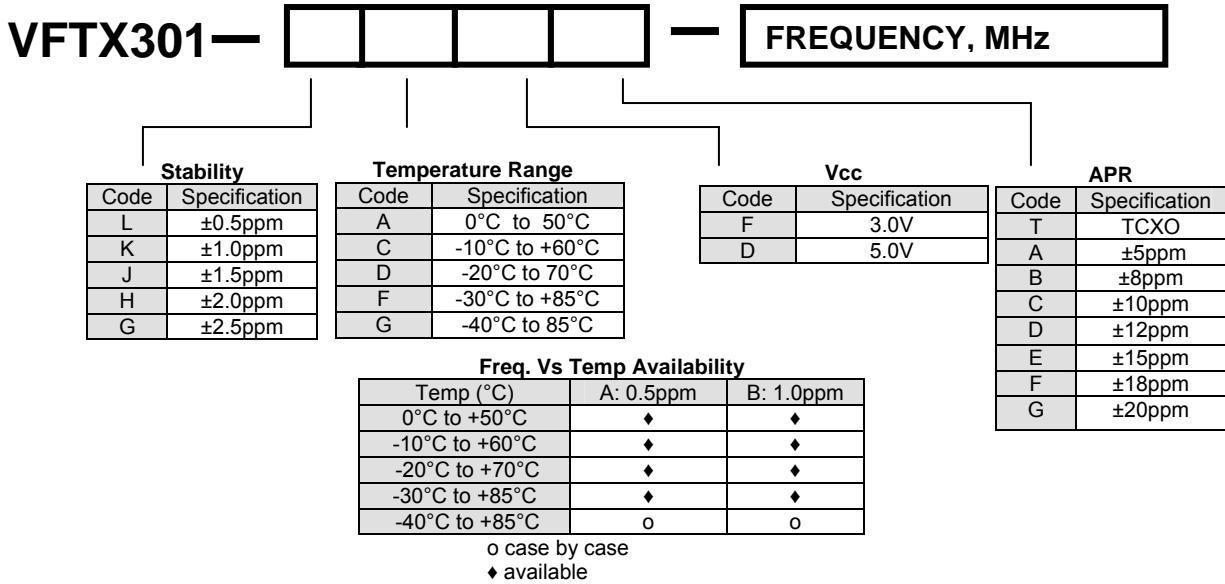 VFTX301— — FREQUENCY, MHz
Stability
Code Specification
L ±0.5ppm
K ±1.0ppm
J ±1.5ppm
H ±2.0ppm
G ±2.5ppm
Temperature Range
Code Specification
A 0°C to 50°C
C -10°C to +60°C
D -20°C to 70°C
F -30°C to +85°C
G -40°C to 85°C
Vcc
Code Specification
F 3.0V
D 5.0V
APR
Code Specification
T TCXO
A ±5ppm
B ±8ppm
C ±10ppm
D ±12ppm
E ±15ppm
F ±18ppm
G ±20ppm
Freq. Vs Temp Availability
Temp (°C) A: 0.5ppm B: 1.0ppm
0°C to +50°C ♦ ♦
-10°C to +60°C ♦ ♦
-20°C to +70°C ♦ ♦
-30°C to +85°C ♦ ♦
-40°C to +85°C o o
o case by case
♦ available